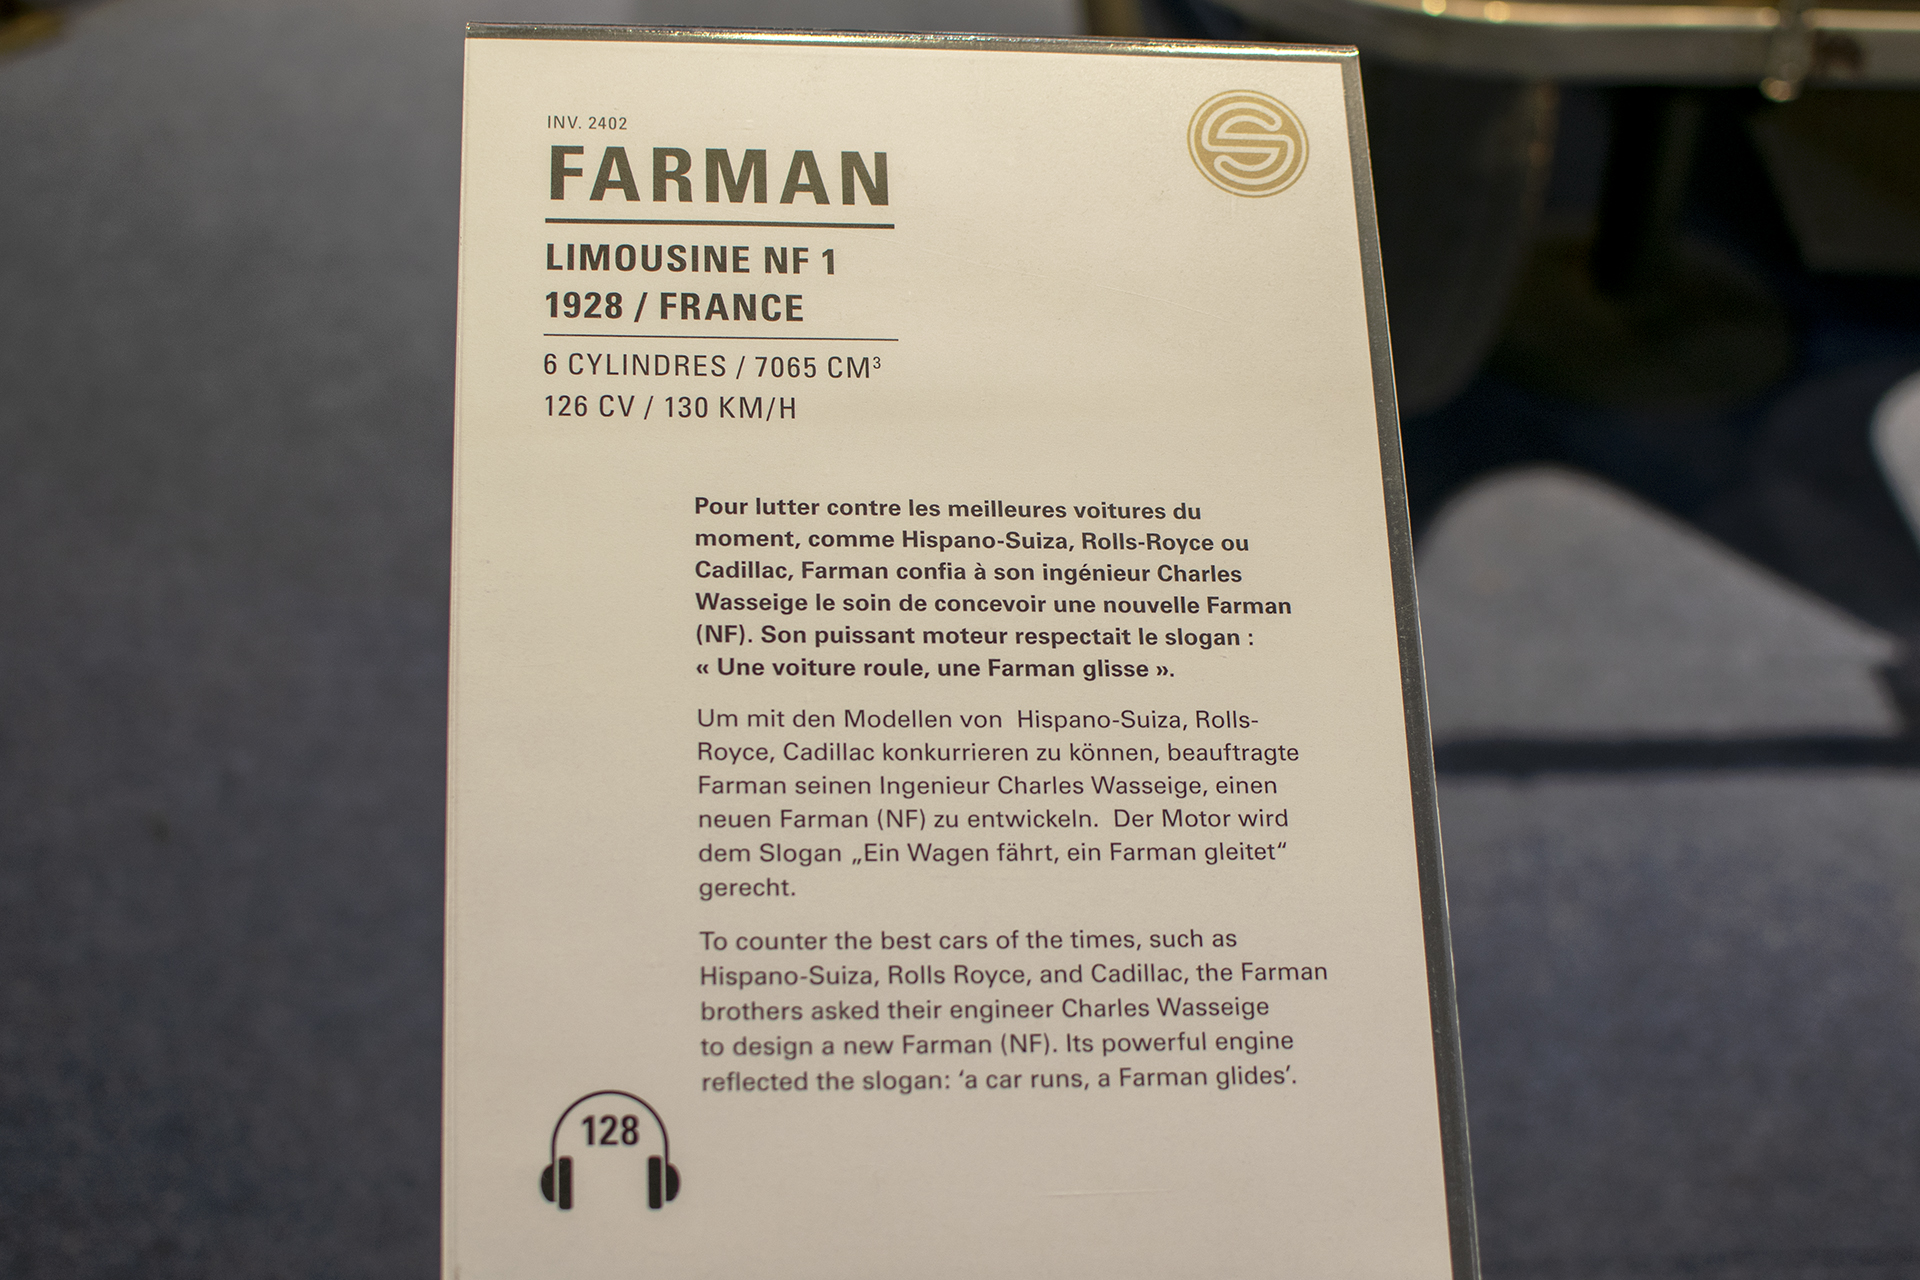 INV. 2402
FARMAN
LIMOUSINE NF 1
1928 / FRANCE
6 CYLINDRES / 7065 CM³
126 CV / 130 KM/H
Pour lutter contre les meilleures voitures du
moment, comme Hispano-Suiza, Rolls-Royce ou
Cadillac, Farman confia à son ingénieur Charles
Wasseige le soin de concevoir une nouvelle Farman
(NF). Son puissant moteur respectait le slogan :
« Une voiture roule, une Farman glisse ».
Um mit den Modellen von  Hispano-Suiza, Rolls-
Royce, Cadillac konkurrieren zu können, beauftragte
Farman seinen Ingenieur Charles Wasseige, einen
neuen Farman (NF) zu entwickeln.  Der Motor wird
dem Slogan „Ein Wagen fährt, ein Farman gleitet“
gerecht.
To counter the best cars of the times, such as
Hispano-Suiza, Rolls Royce, and Cadillac, the Farman
brothers asked their engineer Charles Wasseige
to design a new Farman (NF). Its powerful engine
reflected the slogan: ‘a car runs, a Farman glides’.
128